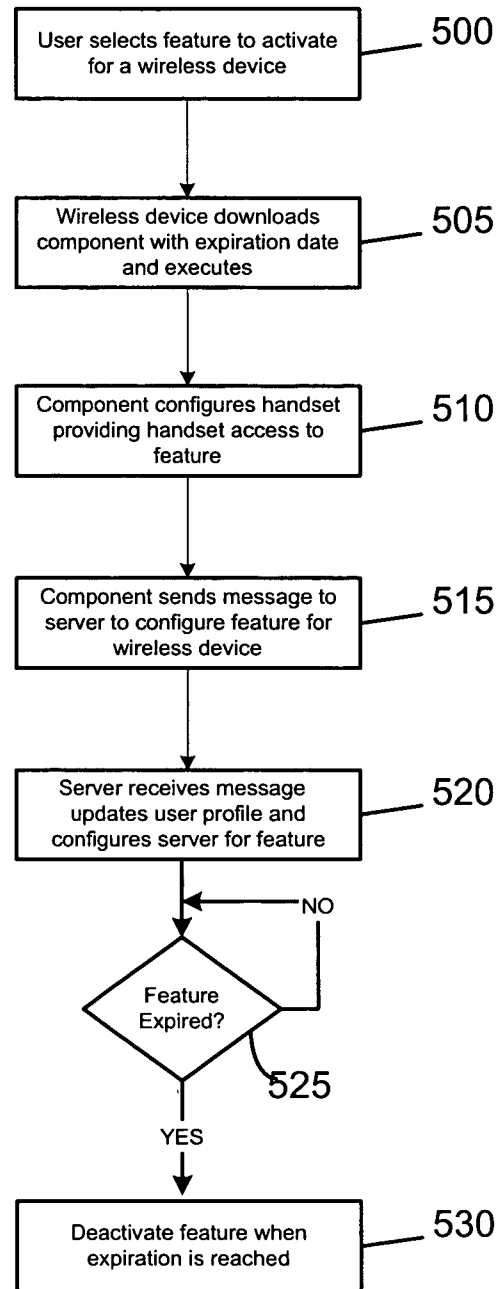 User selects feature to activate
for a wireless device
500
Wireless device downloads
component with expiration date
and executes
505
Component configures handset
providing handset access to
feature
510
Component sends message to
server to configure feature for
wireless device
515
Server receives message
updates user profile and
configures server for feature
520
NO
Feature
Expired?
525
YES
Deactivate feature when
expiration is reached
530